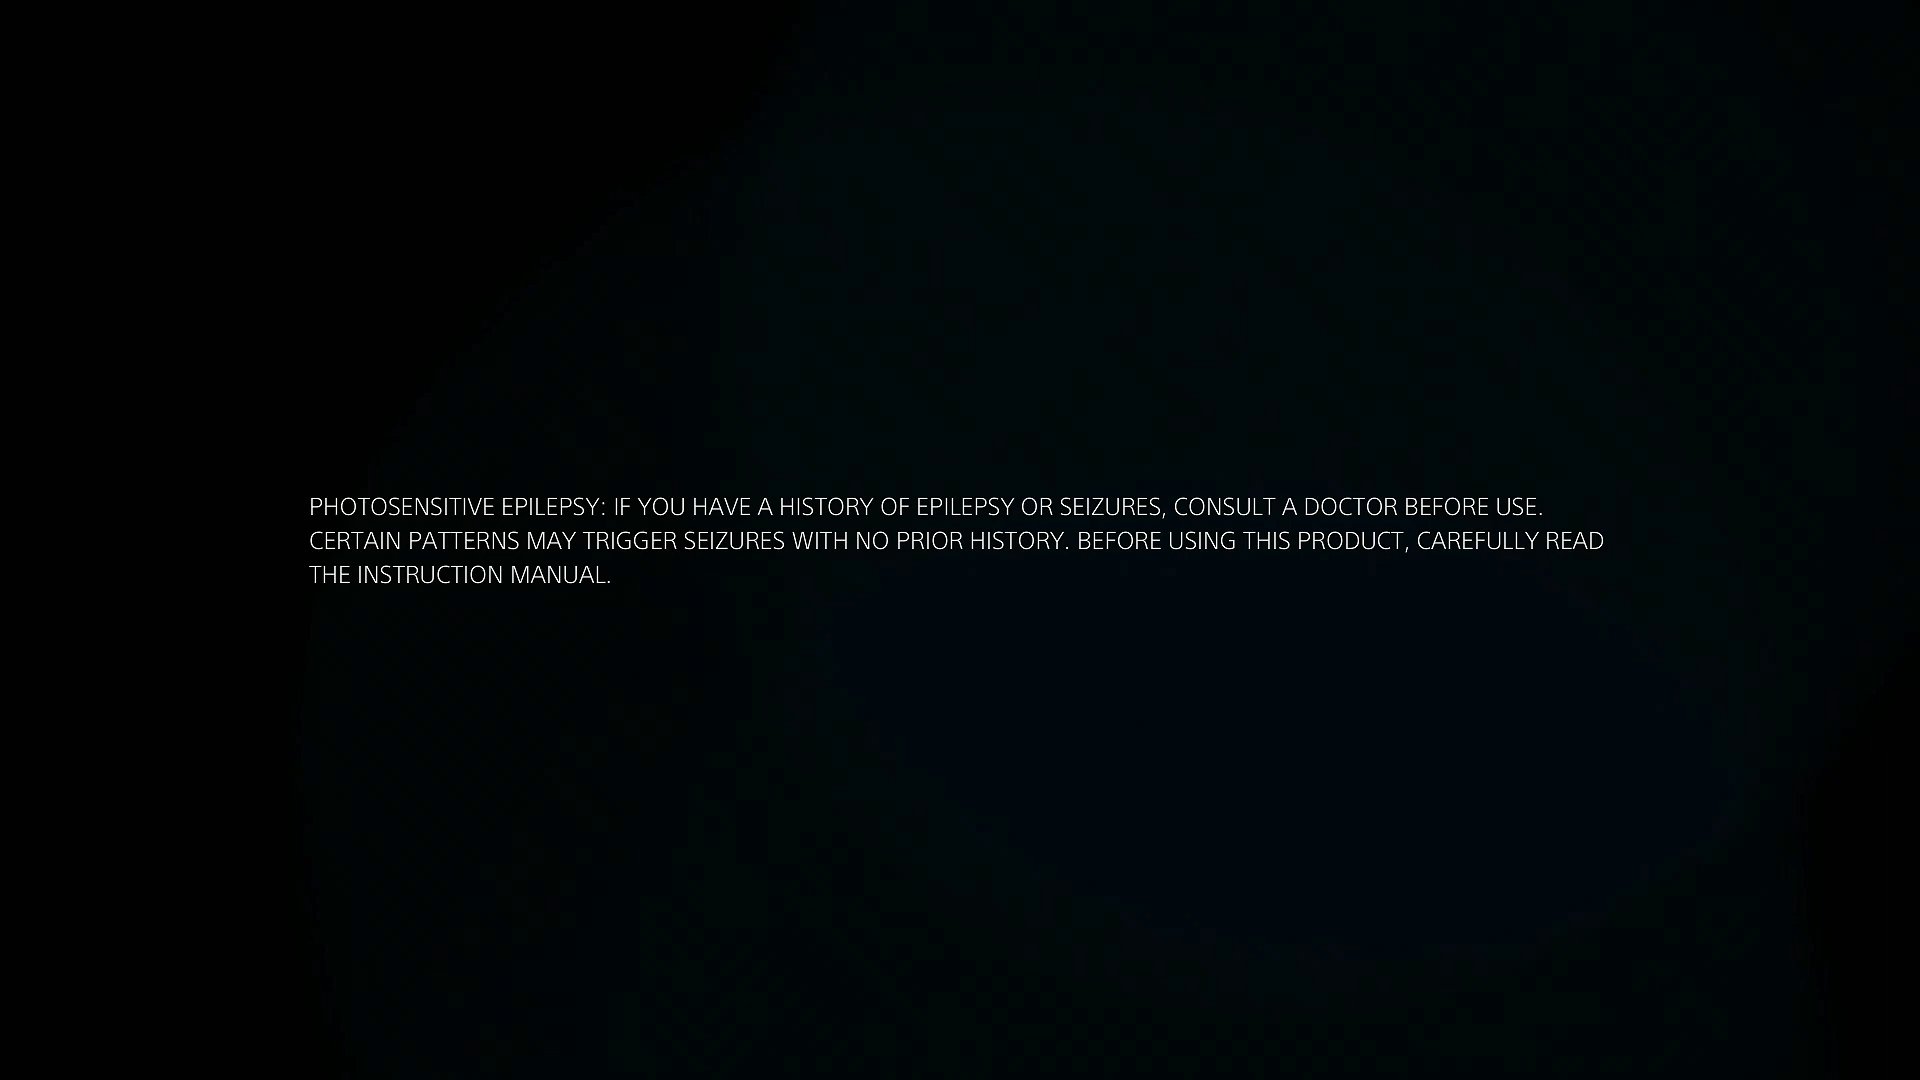 PHOTOSENSITIVE EPILEPSY: IF YOU HAVE A HISTORY OF EPILEPSY OR SEIZURES, CONSULT A DOCTOR BEFORE USE.
CERTAIN PATTERNS MAY TRIGGER SEIZURES WITH NO PRIOR HISTORY. BEFORE USING THIS PRODUCT, CAREFULLY READ
THE INSTRUCTION MANUAL.